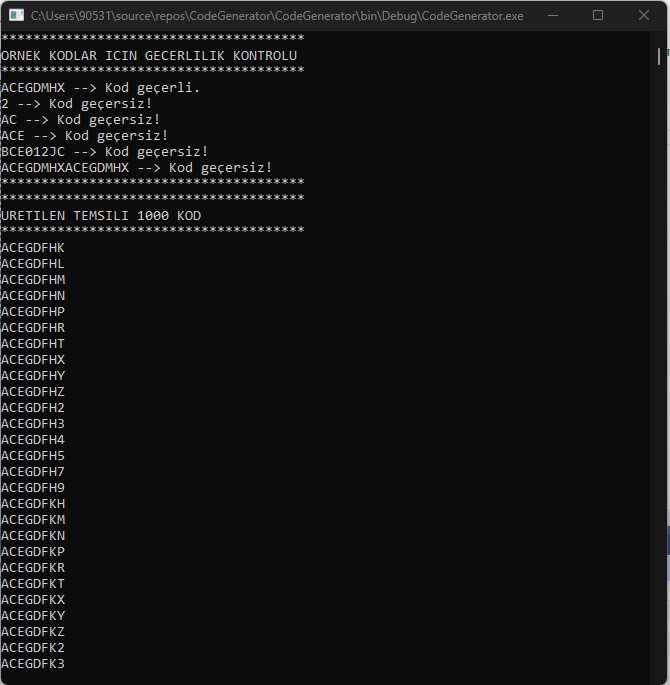 C:\Users\90531\source\repos\CodeGenerator\CodeGenerator\bin\Debug\CodeGenerator.exe
**************************************
ORNEK KODLAR ICIN GECERLILIK KONTROLU
**************************************
ACEGDMHX --> Kod geçerli.
2 --> Kod geçersiz!
AC --> Kod geçersiz!
ACE --> Kod geçersiz!
BCE012JC --> Kod geçersiz!
ACEGDMHXACEGDMHX --> Kod geçersiz!
**************************************
**************************************
URETILEN TEMSILI 1000 KOD
**************************************
ACEGDFHK
ACEGDFHL
ACEGDFHM
ACEGDFHN
ACEGDFHP
ACEGDFHR
ACEGDFHT
ACEGDFHX
ACEGDFHY
ACEGDFHZ
ACEGDFH2
ACEGDFH3
ACEGDFH4
ACEGDFH5
ACEGDFH7
ACEGDFH9
ACEGDFKH
ACEGDFKM
ACEGDFKN
ACEGDFKP
ACEGDFKR
ACEGDFKT
ACEGDFKX
ACEGDFKY
ACEGDFKZ
ACEGDFK2
ACEGDFK3